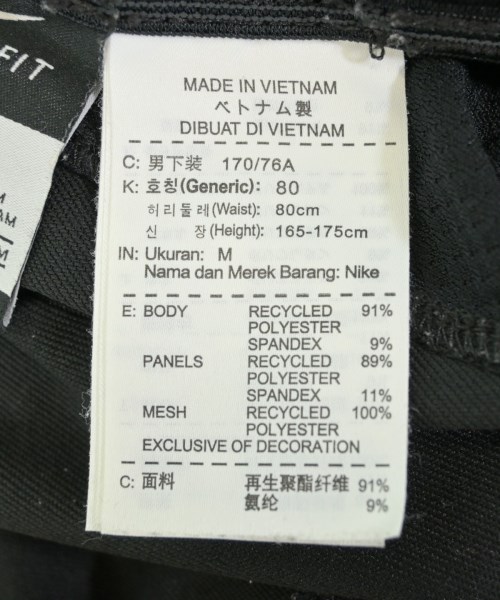 FIT
M
M
MADE IN VIETNAM
ベトナム製
DIBUAT DI VIETNAM
C: 男下装 170/76A
K: 호칭(Generic): 80
허리둘레(Waist): 80cm
신 장(Height): 165-175cm
IN: Ukuran: M
Nama dan Merek Barang: Nike
E: BODY RECYCLED 91%
POLYESTER
SPANDEX 9%
PANELS RECYCLED 89%
POLYESTER
SPANDEX 11%
MESH RECYCLED 100%
POLYESTER
EXCLUSIVE OF DECORATION
C: 面料 再生聚酯纤维 91%
氨纶 9%